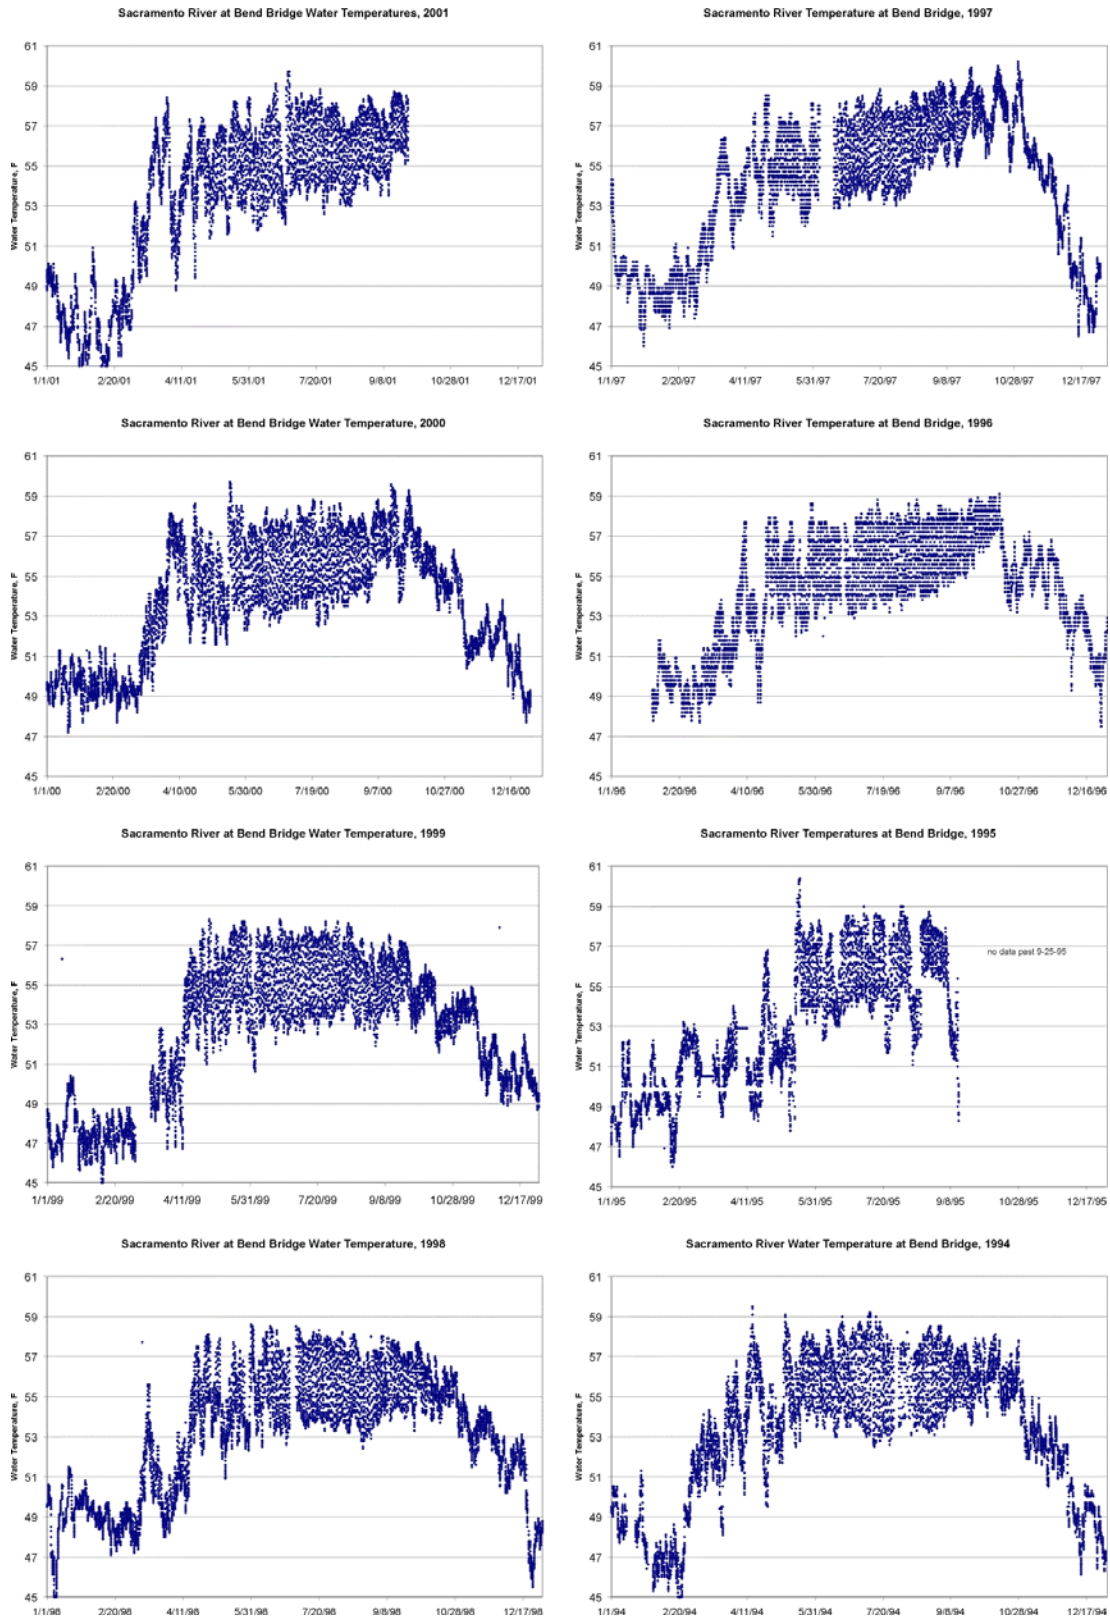 Sacramento River at Bend Bridge Water Temperatures, 2001
61
59
57
55
53
51
49
47
45
Water Temperature, F
1/1/01 2/20/01 4/11/01 5/31/01 7/20/01 9/8/01 10/28/01 12/17/01
Sacramento River Temperature at Bend Bridge, 1997
61
59
57
55
53
51
49
47
45
Water Temperature, F
1/1/97 2/20/97 4/11/97 5/31/97 7/20/97 9/8/97 10/28/97 12/17/97
Sacramento River at Bend Bridge Water Temperature, 2000
61
59
57
55
53
51
49
47
45
Water Temperature, F
1/1/00 2/20/00 4/10/00 5/30/00 7/19/00 9/7/00 10/27/00 12/16/00
Sacramento River Temperature at Bend Bridge, 1996
61
59
57
55
53
51
49
47
45
Water Temperature, F
1/1/96 2/20/96 4/10/96 5/30/96 7/19/96 9/7/96 10/27/96 12/16/96
Sacramento River at Bend Bridge Water Temperature, 1999
61
59
57
55
53
51
49
47
45
Water Temperature, F
1/1/99 2/20/99 4/11/99 5/31/99 7/20/99 9/8/99 10/28/99 12/17/99
Sacramento River Temperatures at Bend Bridge, 1995
61
59
57
55
53
51
49
47
45
Water Temperature, F
no data past 9-25-95
1/1/95 2/20/95 4/11/95 5/31/95 7/20/95 9/8/95 10/28/95 12/17/95
Sacramento River at Bend Bridge Water Temperature, 1998
61
59
57
55
53
51
49
47
45
Water Temperature, F
1/1/98 2/20/98 4/11/98 5/31/98 7/20/98 9/8/98 10/28/98 12/17/98
Sacramento River Water Temperature at Bend Bridge, 1994
61
59
57
55
53
51
49
47
45
Water Temperature, F
1/1/94 2/20/94 4/11/94 5/31/94 7/20/94 9/8/94 10/28/94 12/17/94